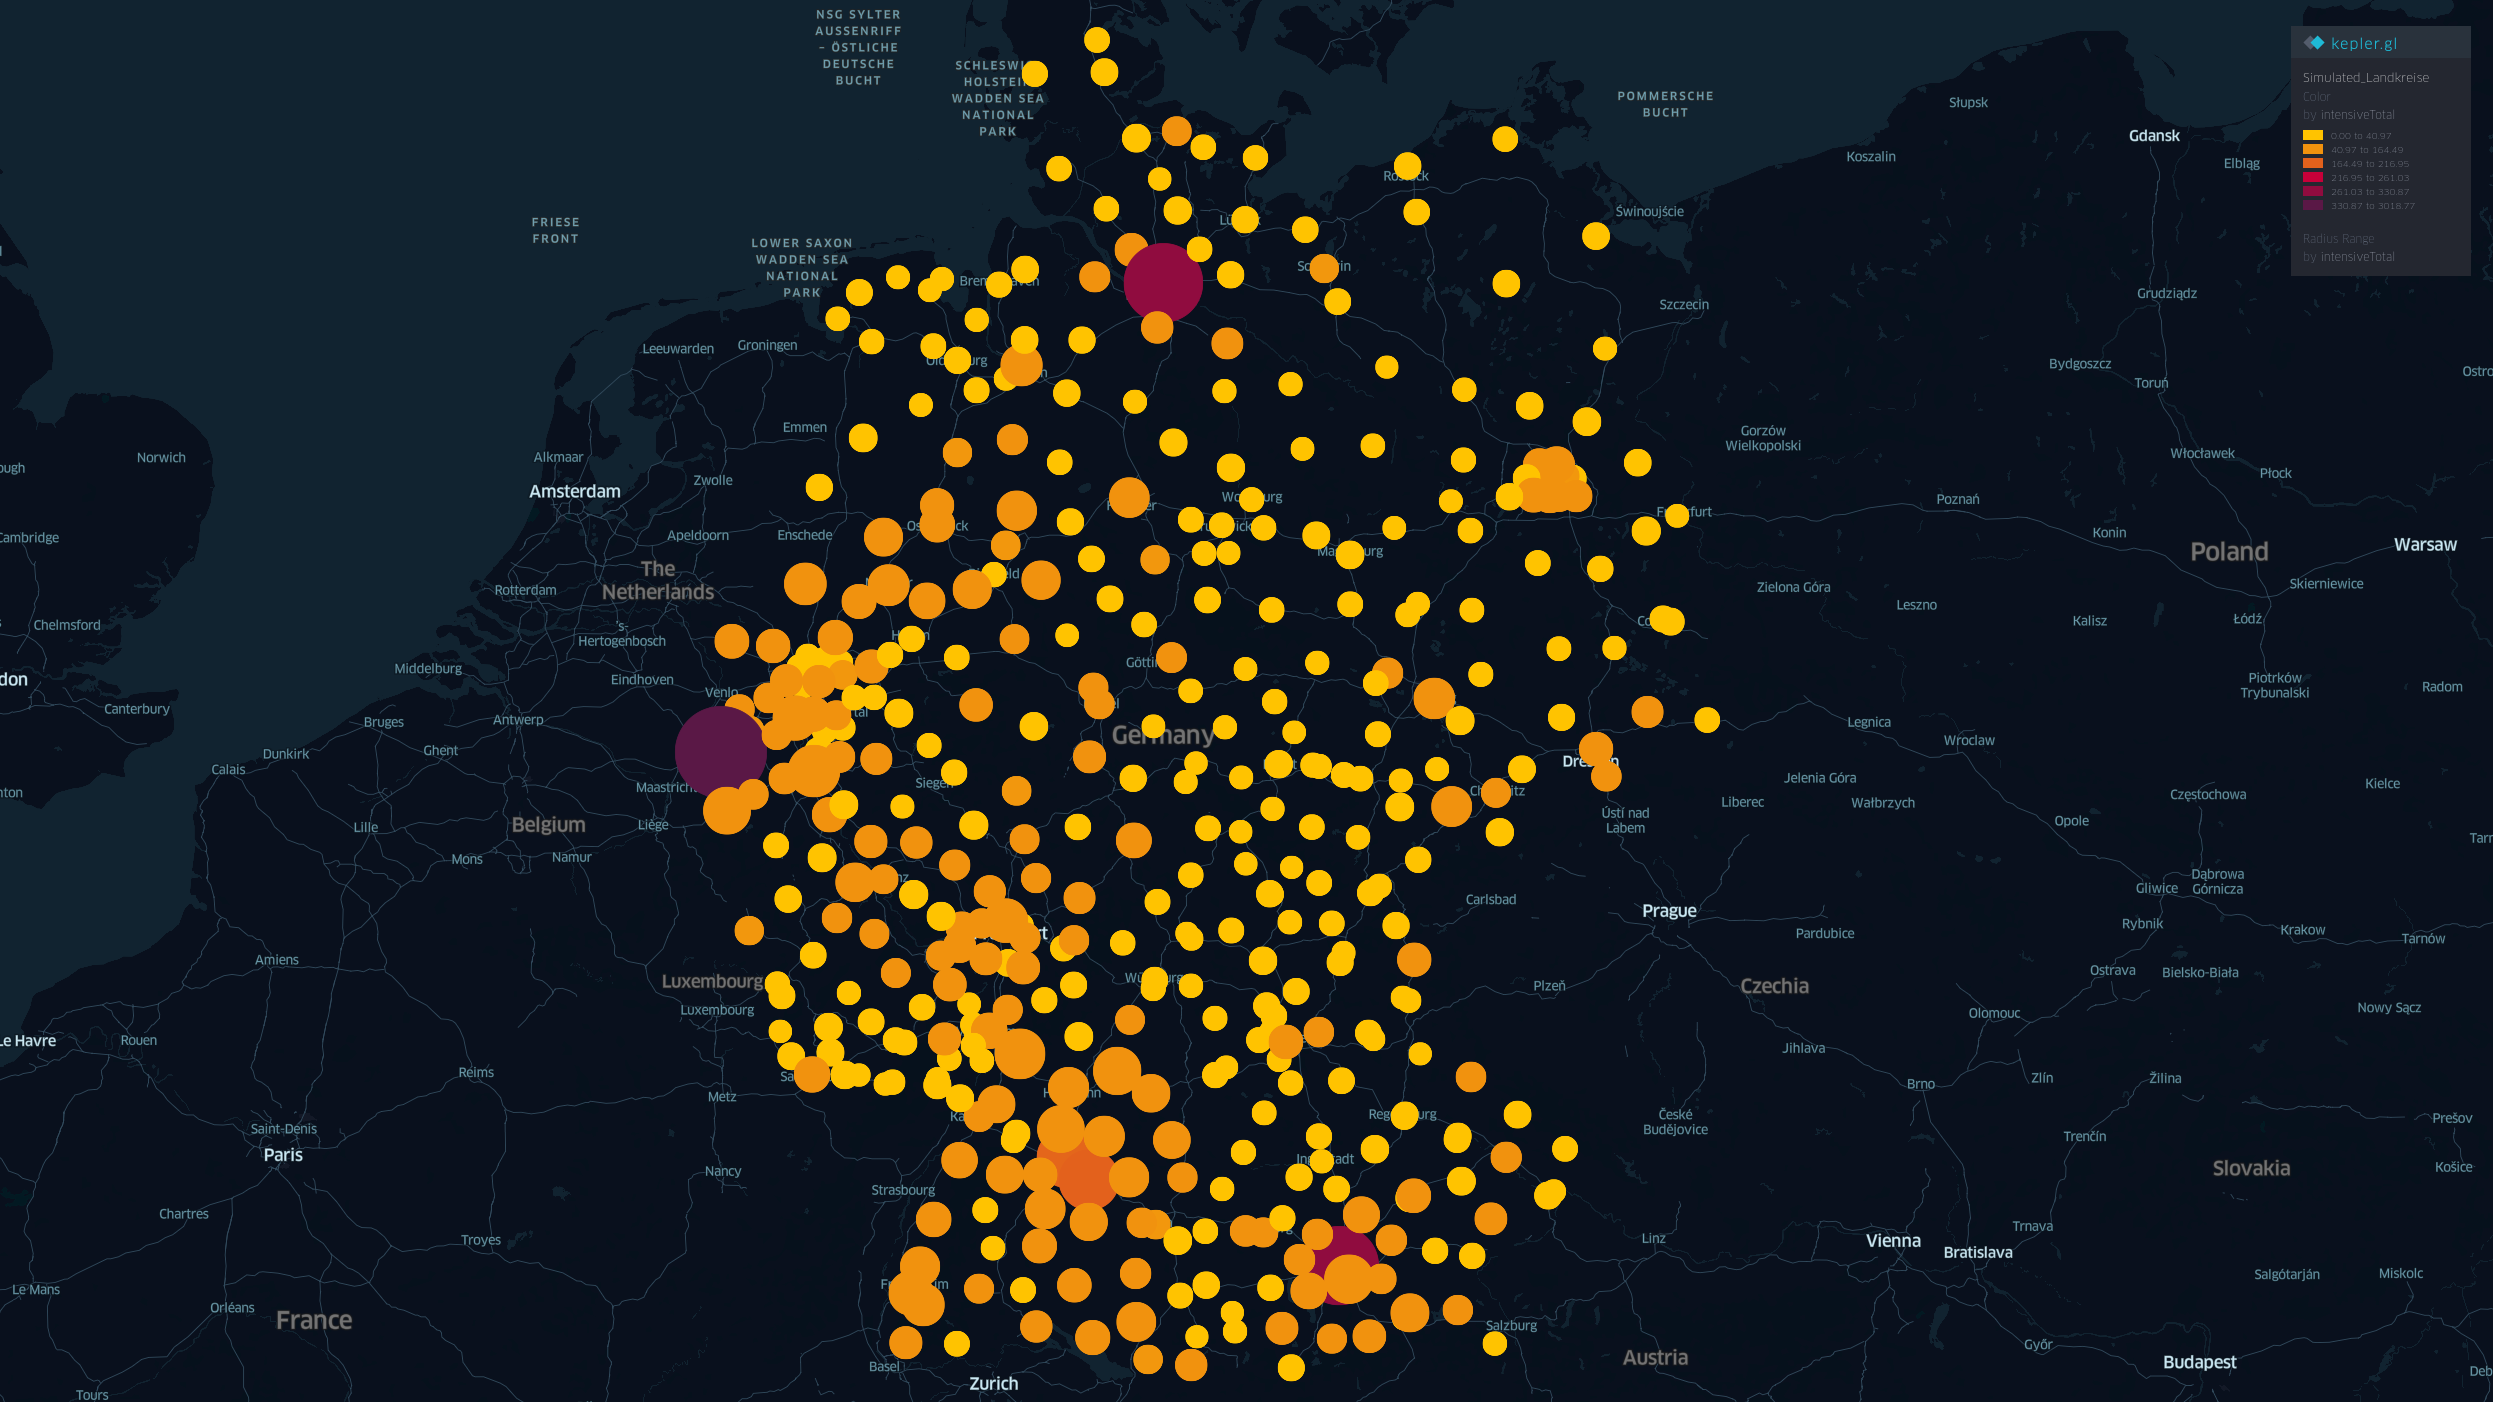 NSG SYLTER
AUSSENRIFF
- ÖSTLICHE
DEUTSCHE
BUCHT
SCHLESWI
HOLSTEIN
WADDEN SEA
NATIONAL
PARK
POMMERSCHE
BUCHT
FRIESE
FRONT
LOWER SAXON
WADDEN SEA
NATIONAL
PARK
kepler.gl
Simulated_Landkreise
Color
by intensiveTotal
0.00 to 40.97
40.97 to 164.49
164.49 to 216.95
216.95 to 261.03
261.03 to 330.87
330.87 to 3018.77
Radius Range
by intensiveTotal
Słupsk
Gdansk
Koszalin
Elbląg
Świnoujście
Szczecin
Grudziądz
Bydgoszcz
Toruń
Ostro
Gorzów
Wielkopolski
Włocławek
Płock
Poznań
Konin
Warsaw
Poland
Skierniewice
Zielona Góra
Leszno
Kalisz
Łódź
Piotrków
Trybunalski
Radom
Legnica
Wroclaw
Jelenia Góra
Wałbrzych
Liberec
Częstochowa
Kielce
Opole
Tarr
Ústí nad
Labem
Gliwice
Dąbrowa
Górnicza
Carlsbad
Prague
Pardubice
Rybnik
Krakow
Tarnów
Ostrava
Bielsko-Biała
Plzeň
Czechia
Nowy Sącz
Olomouc
Jihlava
Brno
Zlín
Žilina
České
Budějovice
Prešov
Trenčín
Slovakia
Košice
Trnava
Linz
Vienna
Bratislava
Salgótarján
Miskolc
Salzburg
Austria
Győr
Budapest
Deb
Leeuwarden
Groningen
Emmen
Alkmaar
Norwich
ough
Amsterdam
Zwolle
Apeldoorn
Enschede
Cambridge
The
Netherlands
Rotterdam
's-
Hertogenbosch
Chelmsford
Middelburg
Eindhoven
Venlo
don
Canterbury
Bruges
Antwerp
Ghent
Dunkirk
Calais
nton
Maastrich
Lille
Belgium
Liège
Mons
Namur
Siegen
Germany
Amiens
Luxembourg
Luxembourg
Le Havre
Rouen
Reims
Metz
Saint-Denis
Paris
Nancy
Strasbourg
Chartres
Troyes
Le Mans
Orléans
France
Tours
Basel
Zurich